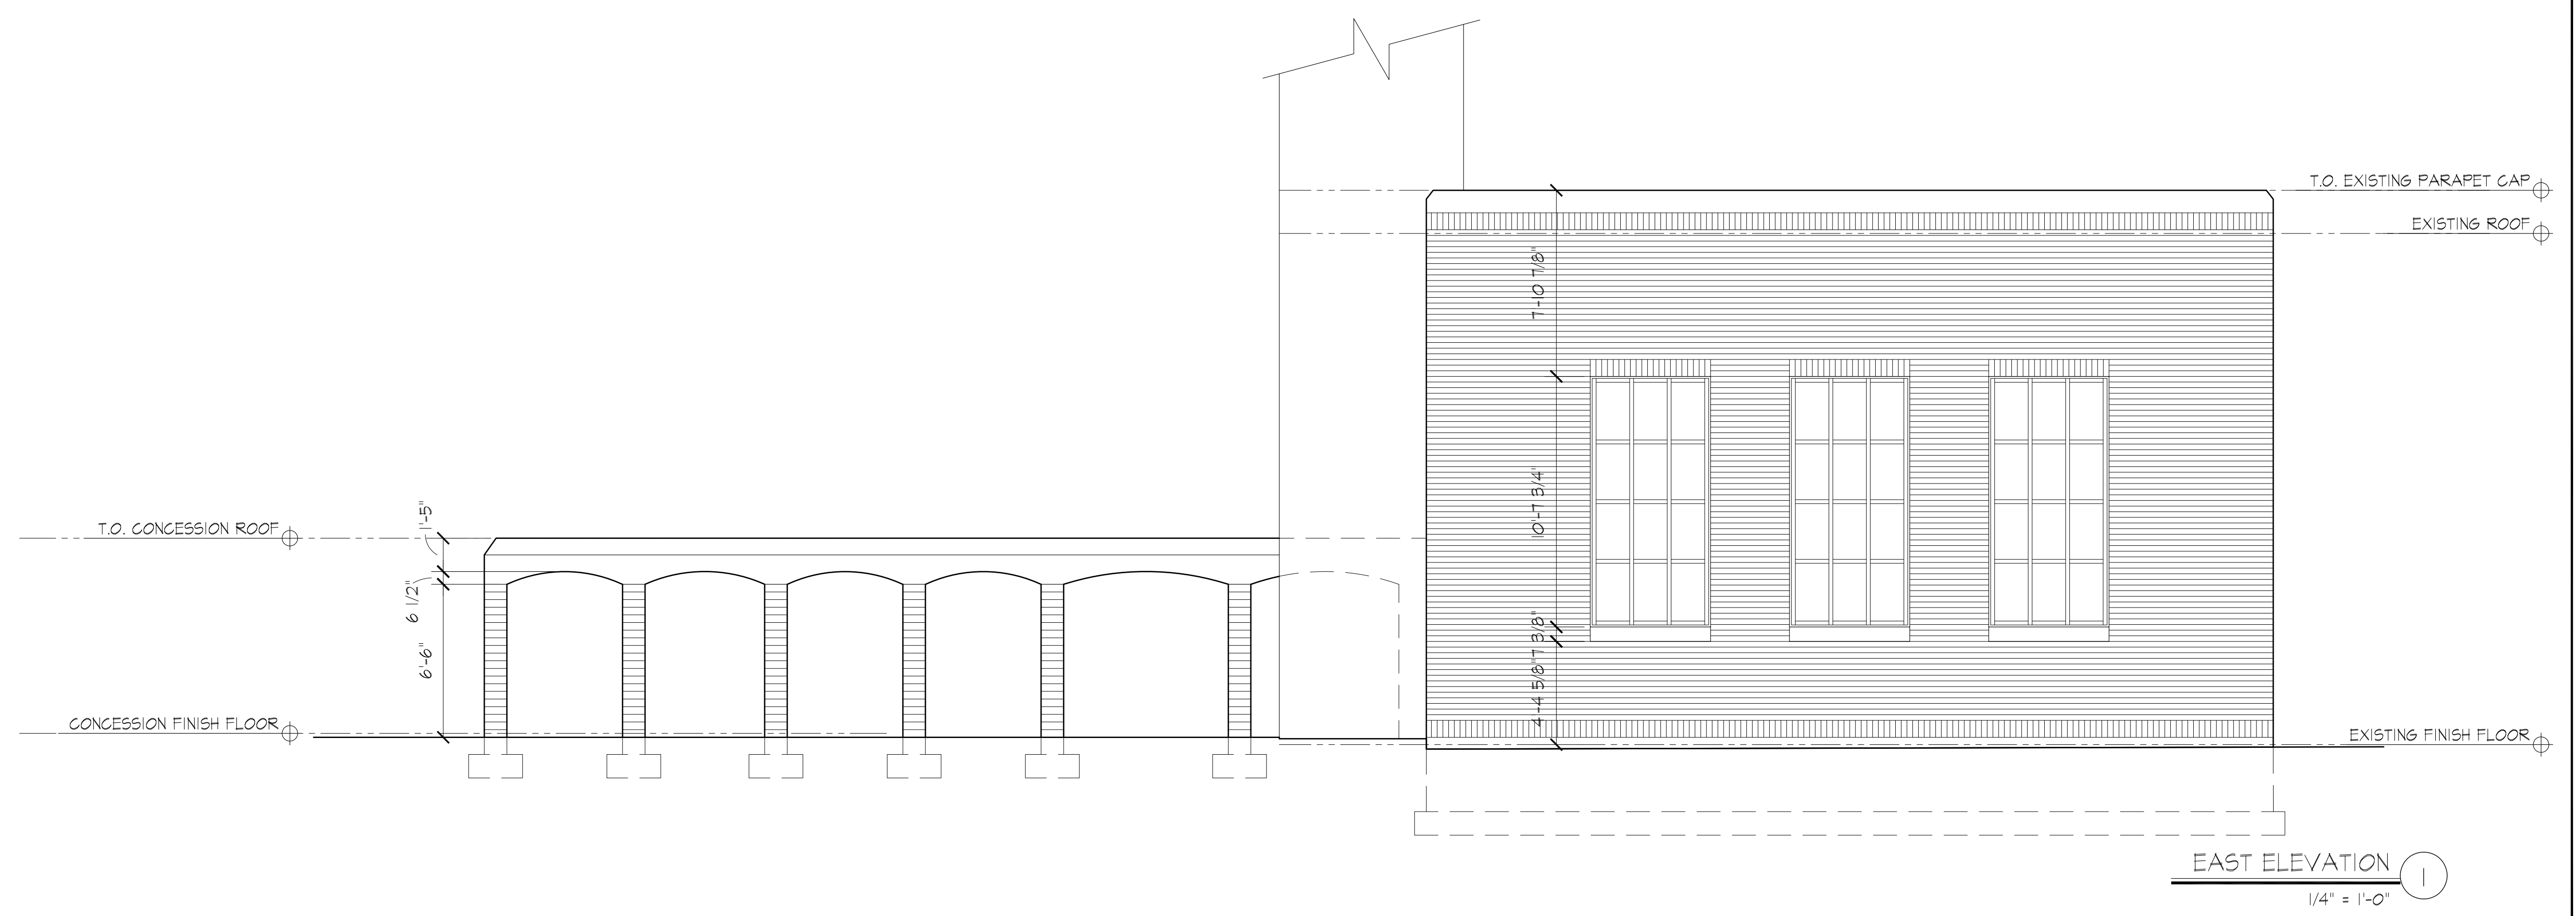 T.O. EXISTING PARAPET CAP
EXISTING ROOF
7'-10 7/8"
10'-7 3/4"
7 3/8"
4'-4 5/8"
T.O. CONCESSION ROOF
1'-5"
6 1/2"
6'-6"
CONCESSION FINISH FLOOR
EXISTING FINISH FLOOR
EAST ELEVATION
1
1/4" = 1'-0"